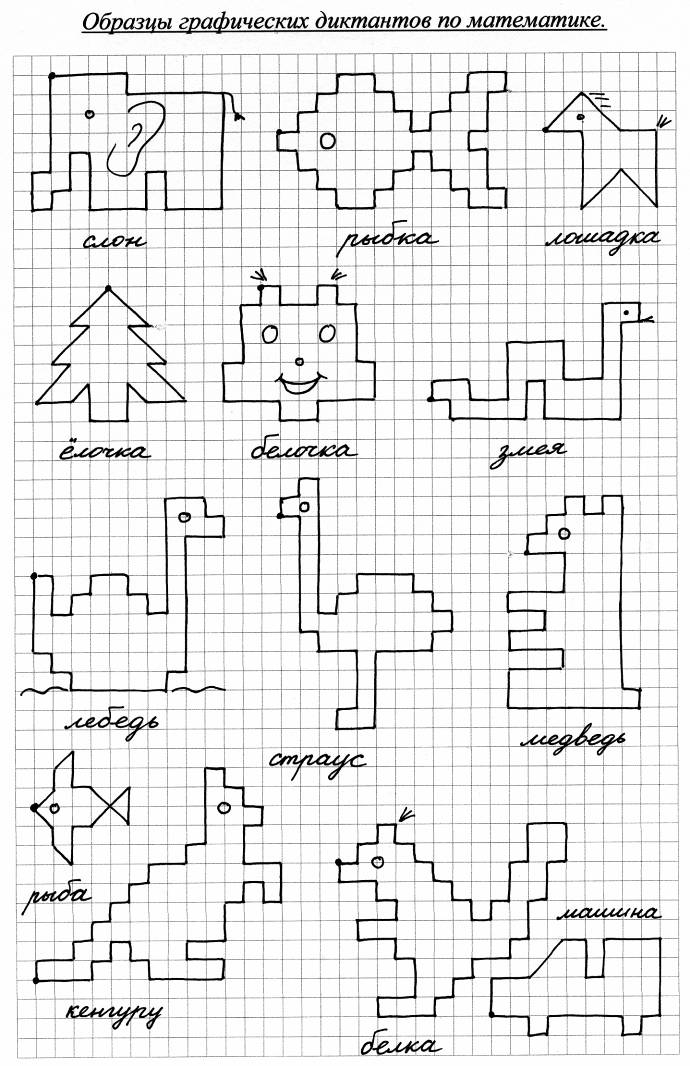 Образцы графических диктантов по математике.
слон
рыбка
лошадка
ёлочка
белочка
змея
лебедь
страус
медведь
рыба
кенгуру
белка
машина